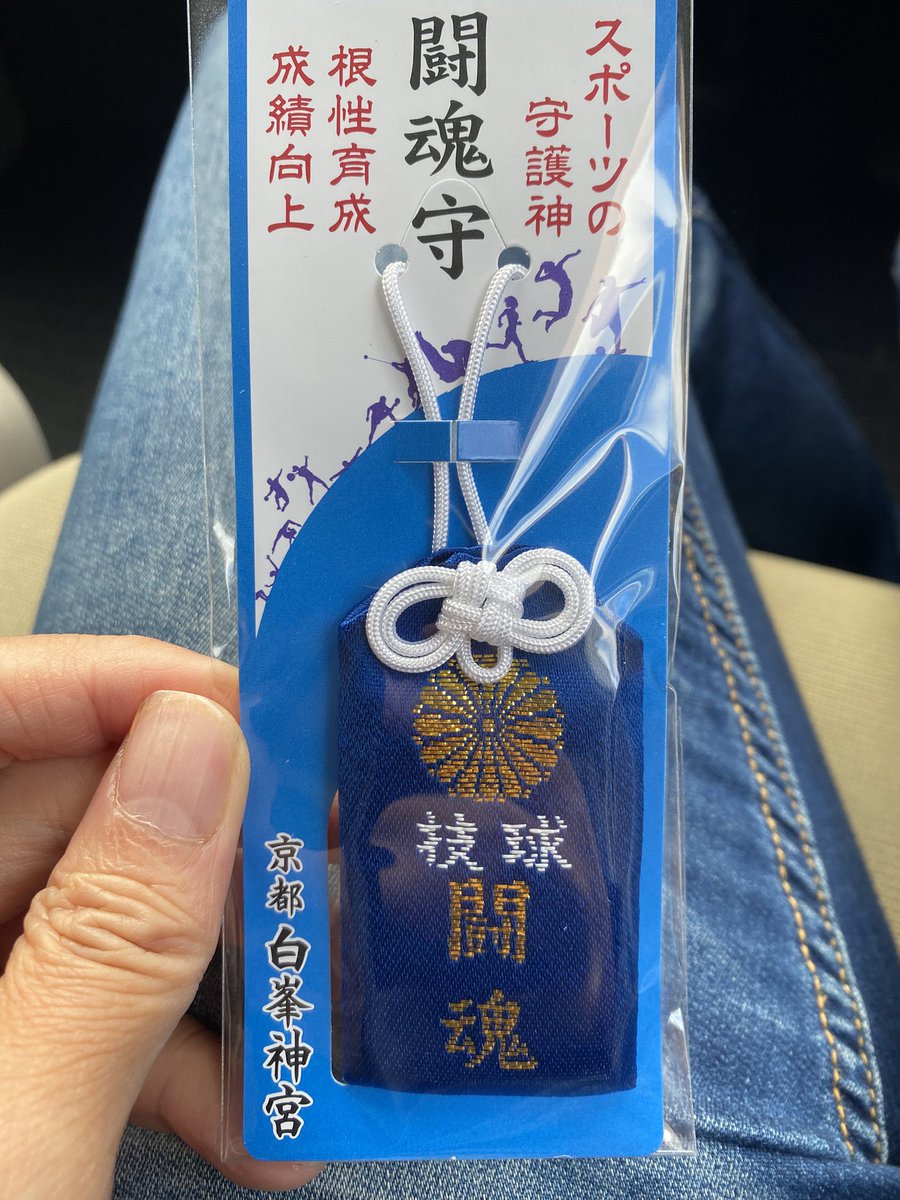 スポーツの
守護神
闘魂守
根性育成
成績向上
球技
闘
魂
京都 白峯神宮